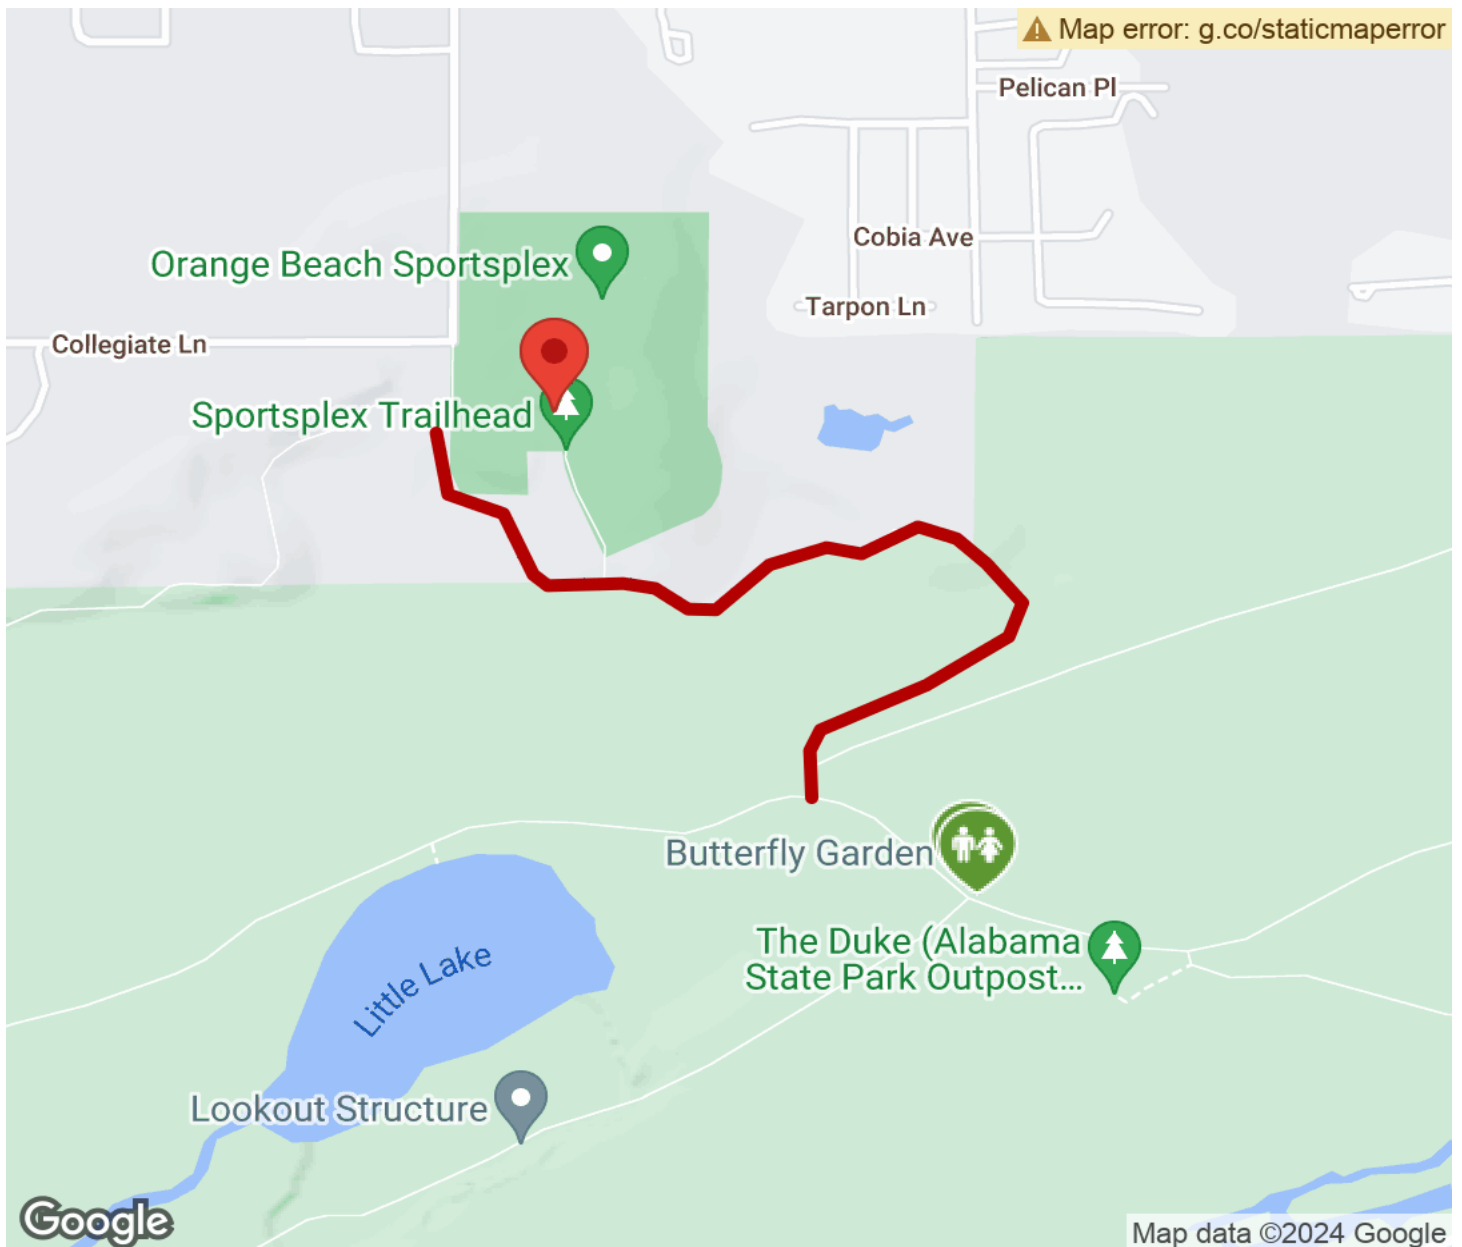 Map error: g.co/staticmaperror
Pelican Pl
Cobia Ave
Orange Beach Sportsplex
Tarpon Ln
Collegiate Ln
Sportsplex Trailhead
Butterfly Garden
The Duke (Alabama
State Park Outpost...
Little Lake
Lookout Structure
Google
Map data ©2024 Google